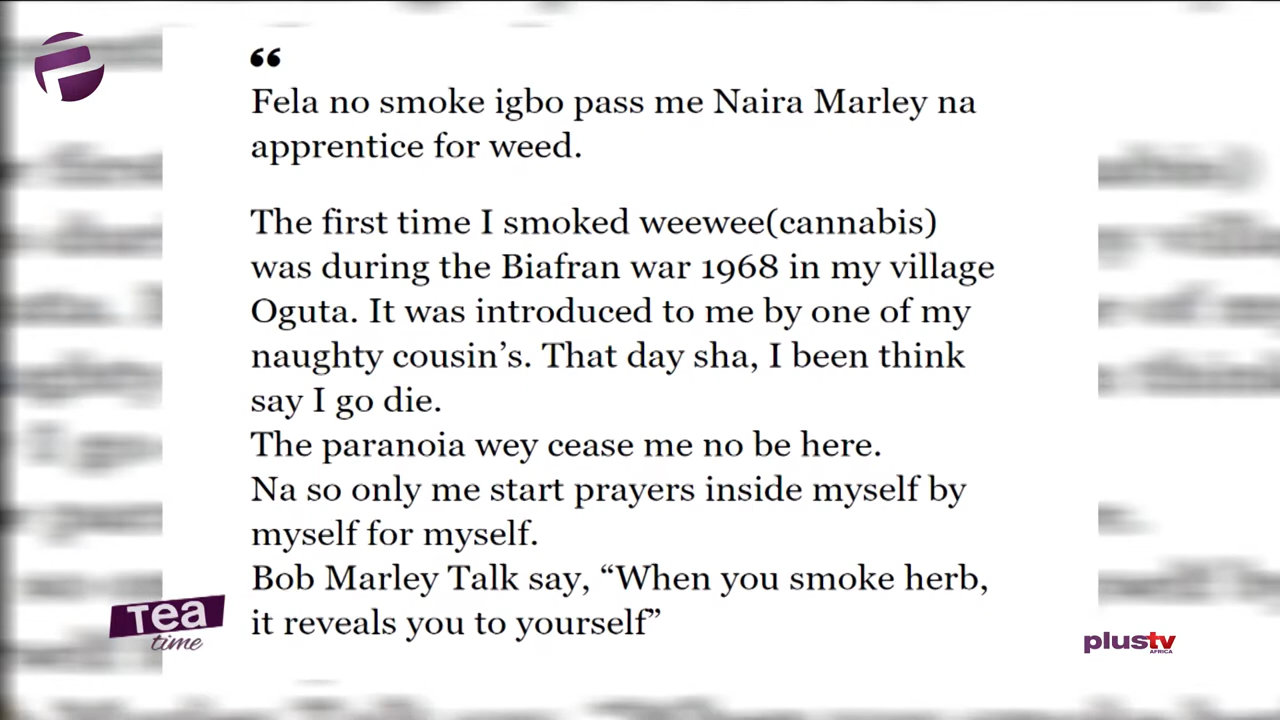 “
Fela no smoke igbo pass me Naira Marley na
apprentice for weed.
The first time I smoked weewee(cannabis)
was during the Biafran war 1968 in my village
Oguta. It was introduced to me by one of my
naughty cousin’s. That day sha, I been think
say I go die.
The paranoia wey cease me no be here.
Na so only me start prayers inside myself by
myself for myself.
Bob Marley Talk say, “When you smoke herb,
it reveals you to yourself”
Tea
time
plustv
AFRICA